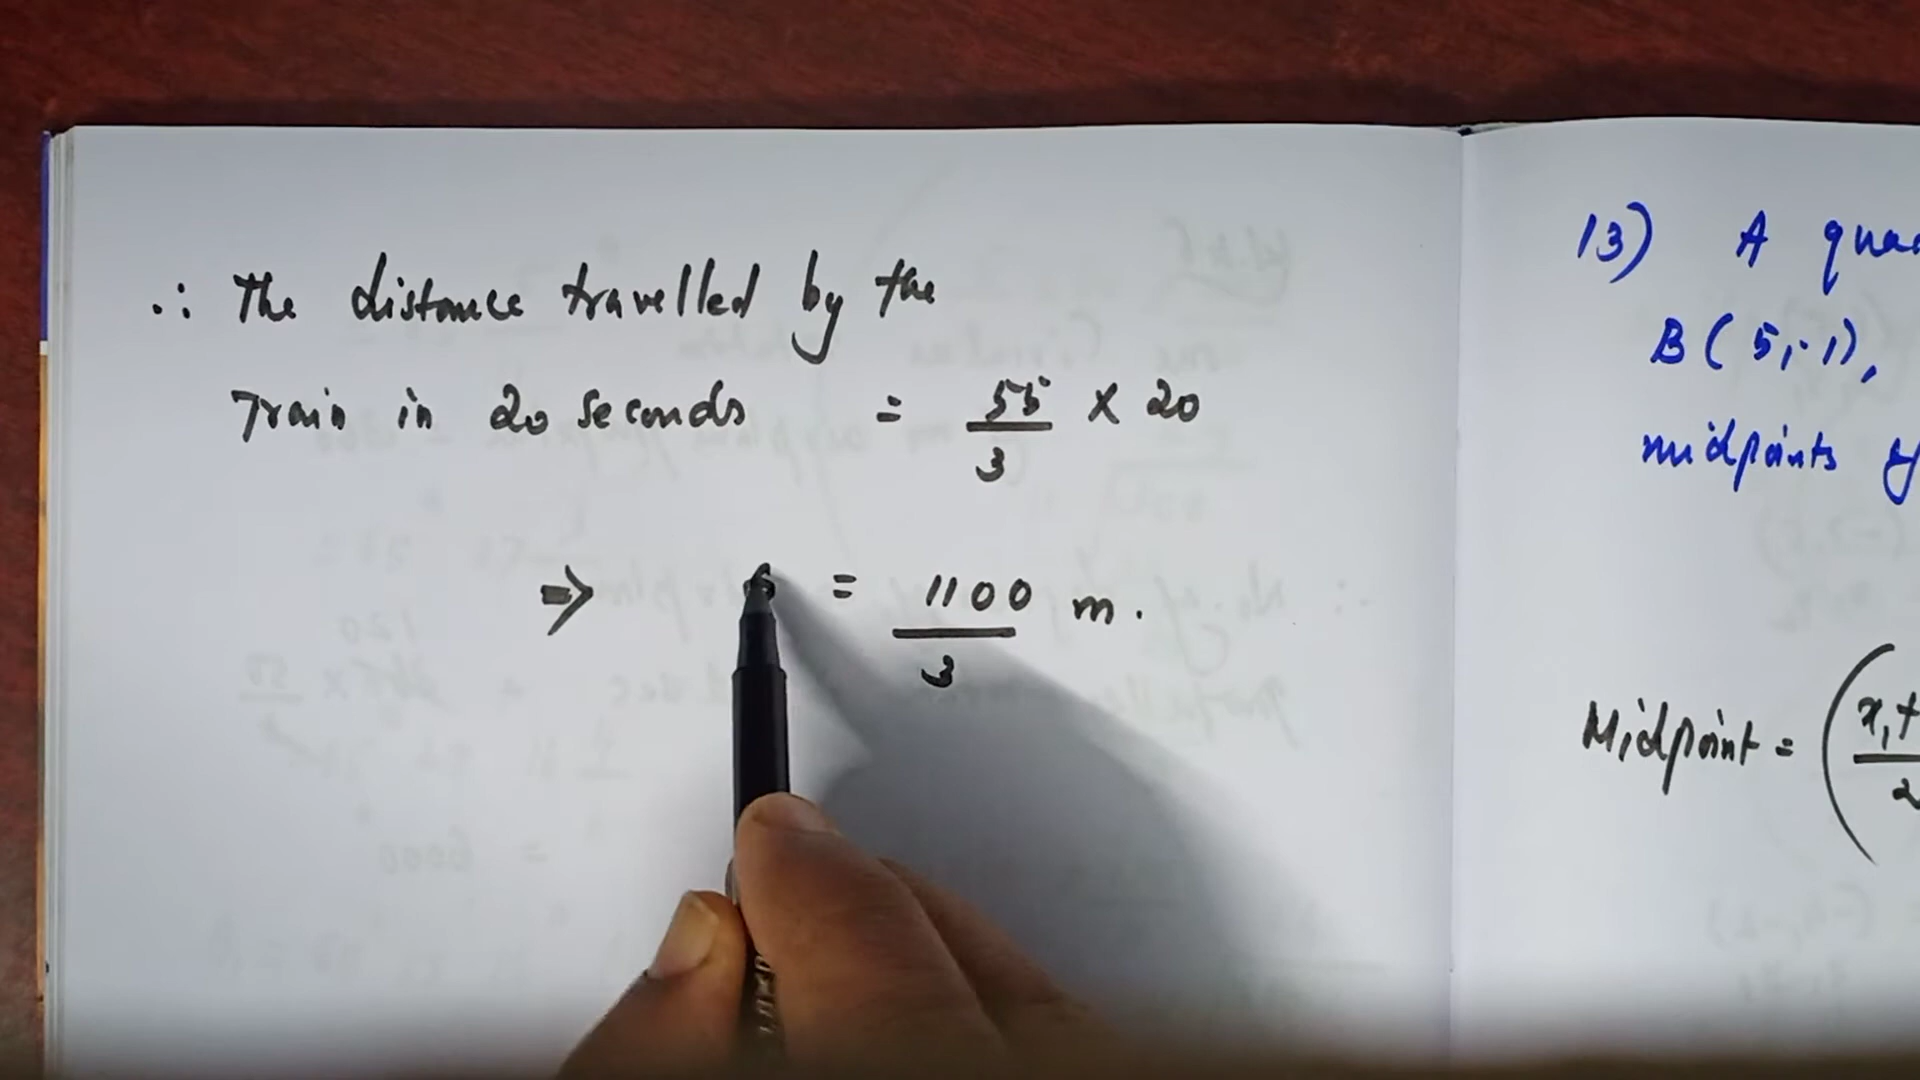 ∴ The distance travelled by the
Train in 20 seconds = 55/3 × 20
⇒ s = 1100/3 m.
13) A
B(5,-1),
midpoints
Midpoint = (x₁+
2